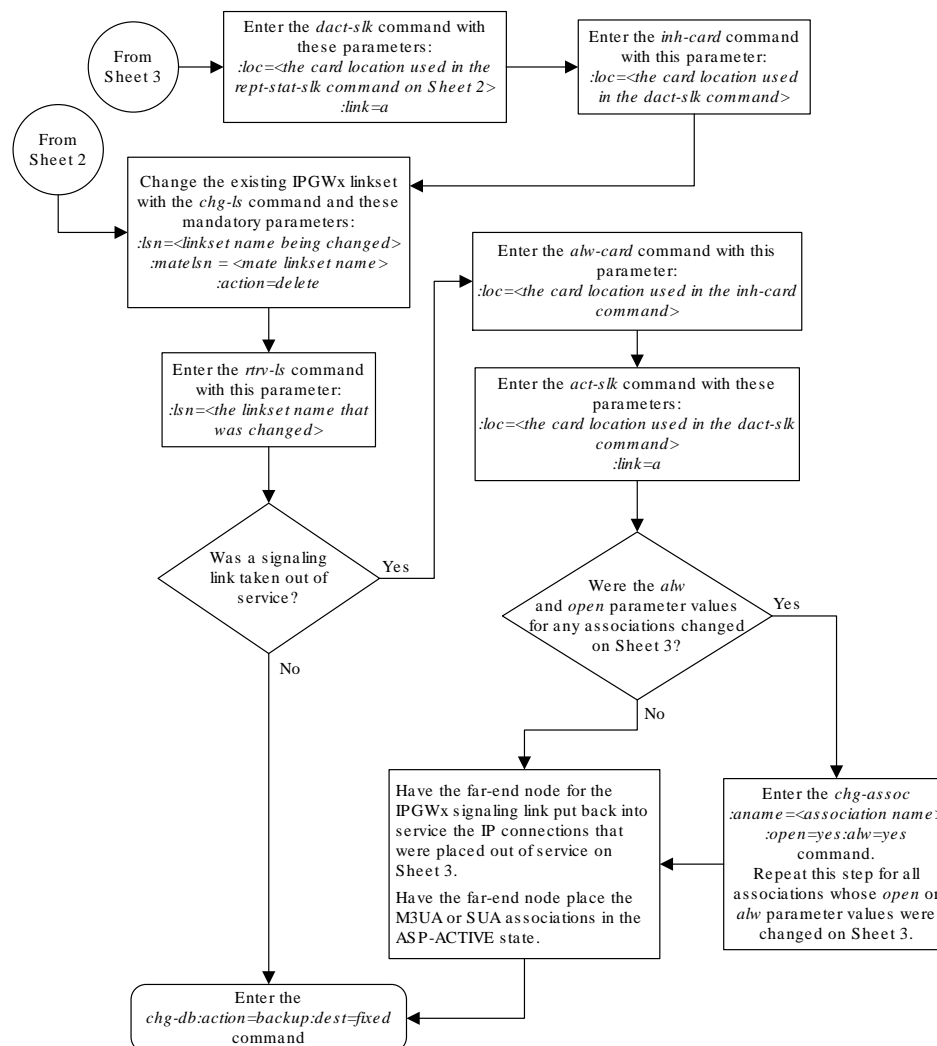 From
Sheet 3
Enter the dact-slk command with
these parameters:
:loc=<the card location used in the
rept-stat-slk command on Sheet 2>
:link=a
Enter the inh-card command
with this parameter:
:loc=<the card location used
in the dact-slk command>
From
Sheet 2
Change the existing IPGWx linkset
with the chg-ls command and these
mandatory parameters:
:lsn=<linkset name being changed>
:matelsn = <mate linkset name>
:action=delete
Enter the alw-card command with this
parameter:
:loc=<the card location used in the inh-card
command>
Enter the rtrv-ls command
with this parameter:
:lsn=<the linkset name that
was changed>
Enter the act-slk command with these
parameters:
:loc=<the card location used in the dact-slk
command>
:link=a
Was a signaling
link taken out of
service?
Yes
No
Were the alw
and open parameter values
for any associations changed
on Sheet 3?
Yes
No
Have the far-end node for the
IPGWx signaling link put back into
service the IP connections that
were placed out of service on
Sheet 3.
Have the far-end node place the
M3UA or SUA associations in the
ASP-ACTIVE state.
Enter the chg-assoc
:aname=<association name>
:open=yes:alw=yes
command.
Repeat this step for all
associations whose open or
alw parameter values were
changed on Sheet 3.
Enter the
chg-db:action=backup:dest=fixed
command